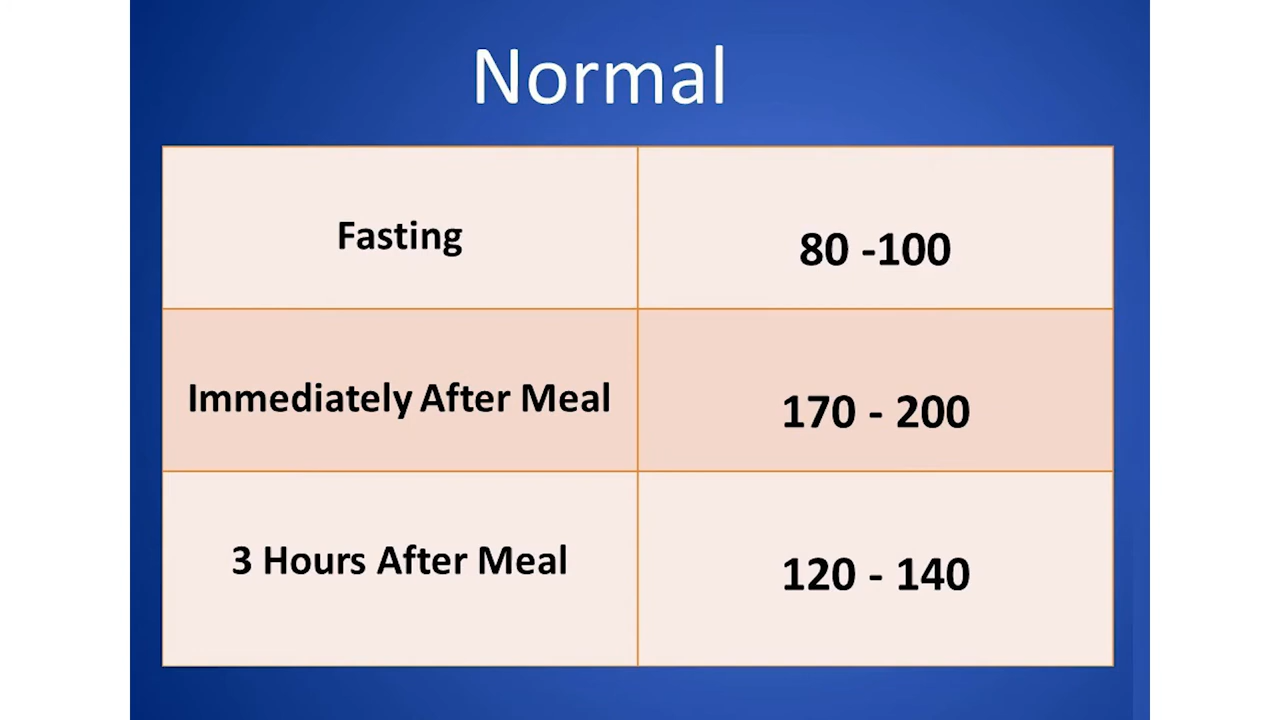 Normal
Fasting
80 -100
Immediately After Meal
170 - 200
3 Hours After Meal
120 - 140